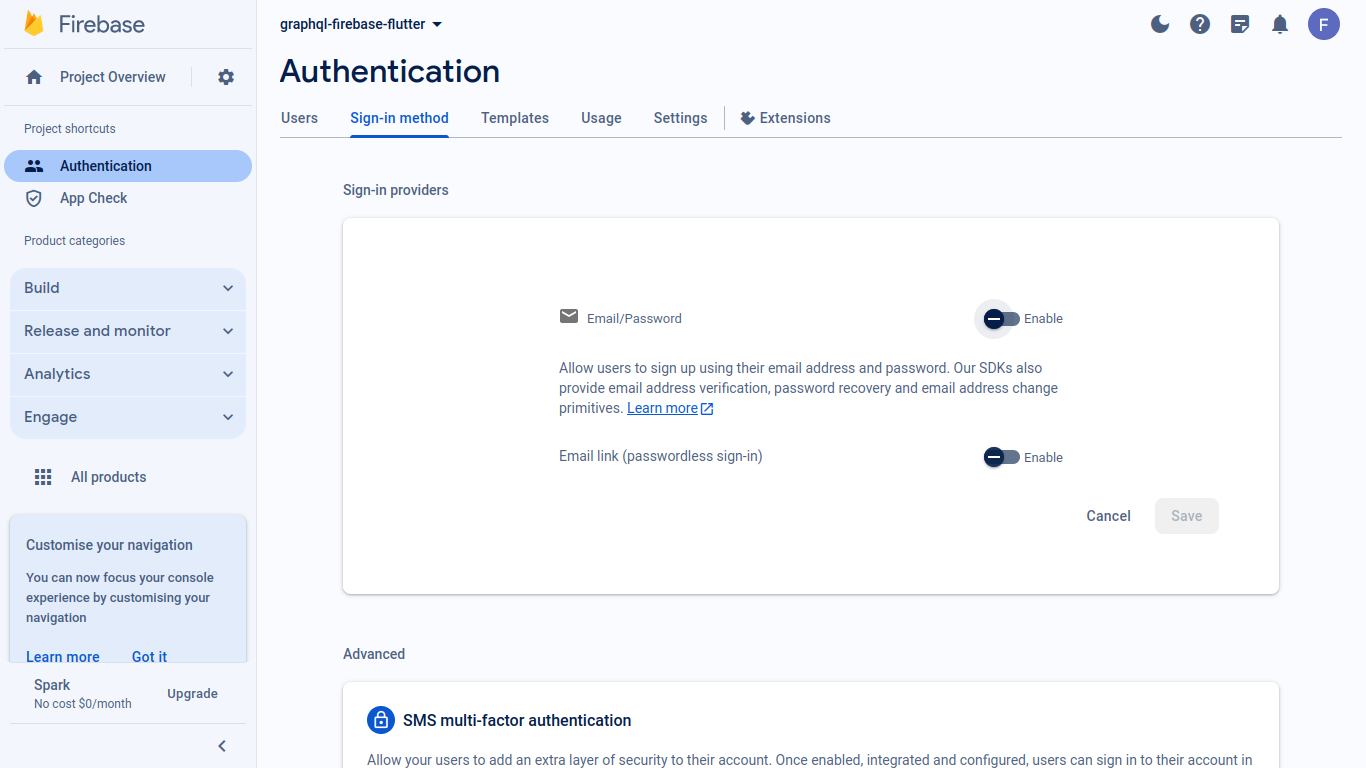 Firebase
graphql-firebase-flutter
F
Project Overview
Authentication
Users
Sign-in method
Templates
Usage
Settings
Extensions
Project shortcuts
Authentication
App Check
Product categories
Build
Release and monitor
Analytics
Engage
All products
Customise your navigation
You can now focus your console
experience by customising your
navigation
Learn more
Got it
Spark
No cost $0/month
Upgrade
Sign-in providers
Email/Password
Enable
Allow users to sign up using their email address and password. Our SDKs also
provide email address verification, password recovery and email address change
primitives. Learn more
Email link (passwordless sign-in)
Enable
Cancel
Save
Advanced
SMS multi-factor authentication
Allow your users to add an extra layer of security to their account. Once enabled, integrated and configured, users can sign in to their account in